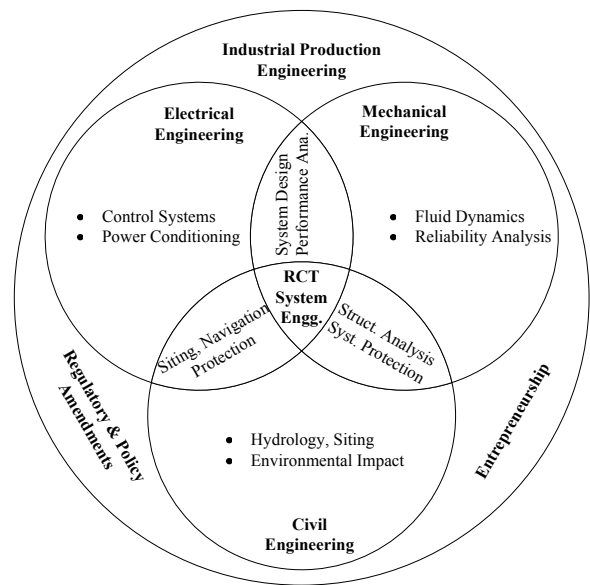 Industrial Production
Engineering
Electrical
Engineering
Mechanical
Engineering
System Design
Performance Ana.
• Control Systems
• Power Conditioning
• Fluid Dynamics
• Reliability Analysis
RCT
System
Engg.
Siting, Navigation
Protection
Struct. Analysis
Syst. Protection
Regulatory & Policy
Amendments
Entrepreneurship
• Hydrology, Siting
• Environmental Impact
Civil
Engineering